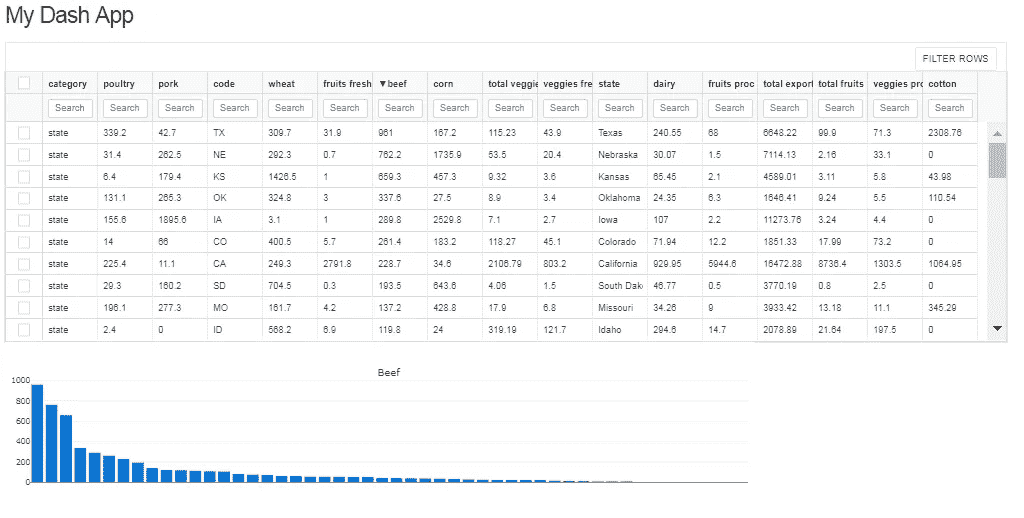 My Dash App
FILTER ROWS
category poultry pork code wheat fruits fresh ▼beef corn total veggie veggies fre state dairy fruits proc total export total fruits veggies pro cotton
Search Search Search Search Search Search Search Search Search Search Search Search Search Search Search Search Search
state 339.2 42.7 TX 309.7 31.9 961 167.2 115.23 43.9 Texas 240.55 68 6648.22 99.9 71.3 2308.76
state 31.4 262.5 NE 292.3 0.7 762.2 1735.9 53.5 20.4 Nebraska 30.07 1.5 7114.13 2.16 33.1 0
state 6.4 179.4 KS 1426.5 1 659.3 457.3 9.32 3.6 Kansas 65.45 2.1 4589.01 3.11 5.8 43.98
state 131.1 265.3 OK 324.8 3 337.6 27.5 8.9 3.4 Oklahoma 24.35 6.3 1646.41 9.24 5.5 110.54
state 155.6 1895.6 IA 3.1 1 289.8 2529.8 7.1 2.7 Iowa 107 2.2 11273.76 3.24 4.4 0
state 14 66 CO 400.5 5.7 261.4 183.2 118.27 45.1 Colorado 71.94 12.2 1851.33 17.99 73.2 0
state 225.4 11.1 CA 249.3 2791.8 228.7 34.6 2106.79 803.2 California 929.95 5944.6 16472.88 8736.4 1303.5 1064.95
state 29.3 160.2 SD 704.5 0.3 193.5 643.6 4.06 1.5 South Dak 46.77 0.5 3770.19 0.8 2.5 0
state 196.1 277.3 MO 161.7 4.2 137.2 428.8 17.9 6.8 Missouri 34.26 9 3933.42 13.18 11.1 345.29
state 2.4 0 ID 568.2 6.9 119.8 24 319.19 121.7 Idaho 294.6 14.7 2078.89 21.64 197.5 0
Beef
1000
800
600
400
200
0